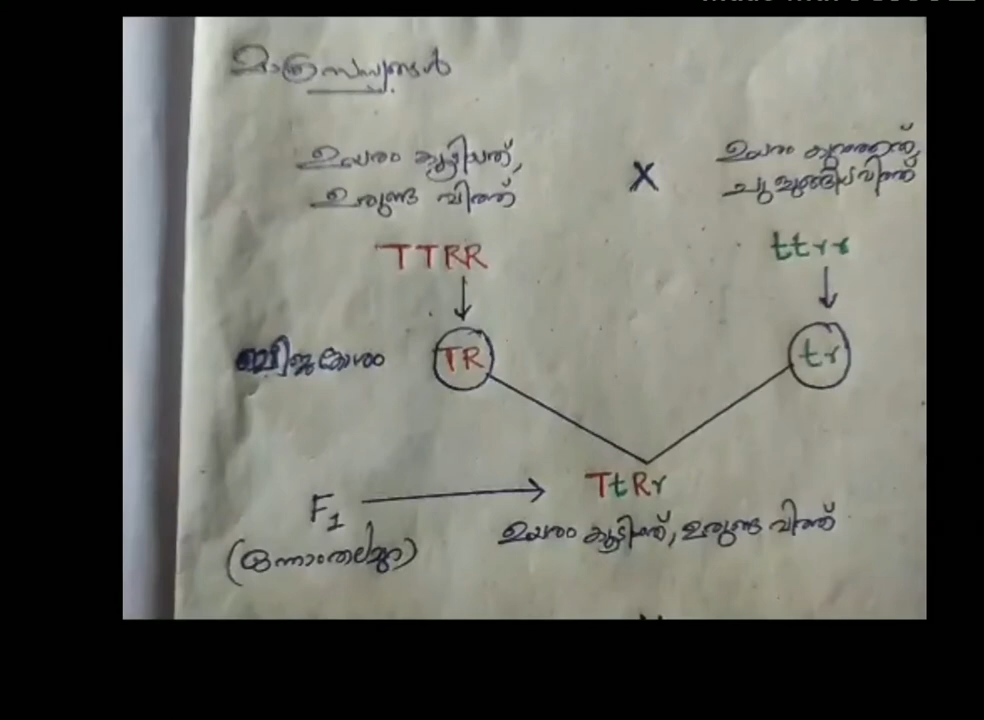 മാതൃസസ്യങ്ങൾ
ഉയരം കൂടിയത്,
ഉരുണ്ട വിത്ത്
X
ഉയരം കുറഞ്ഞത്,
ചുളുങ്ങിയ വിത്ത്
TTRR
ttrr
ബീജകോശം
TR
tr
TtRr
F1
ഉയരം കൂടിയത്, ഉരുണ്ട വിത്ത്
(ഒന്നാംതലമുറ)